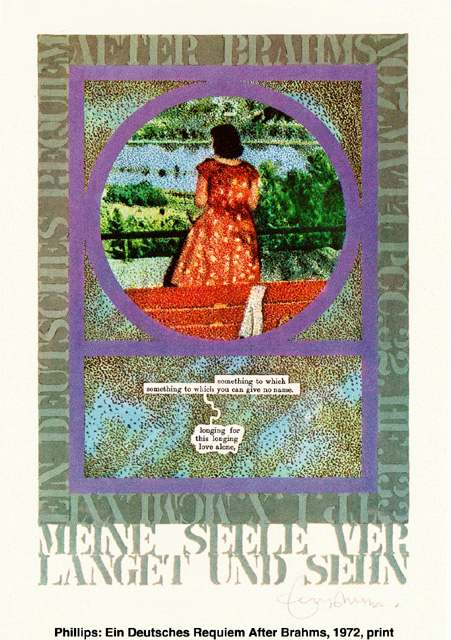 EIN DEUTSCHES REQUIEM
AFTER BRAHMS
something to which
something to which you can give no name.
longing for
this longing
love alone,
MEINE SEELE VER
LANGET UND SEHN
Phillips: Ein Deutsches Requiem After Brahms, 1972, print